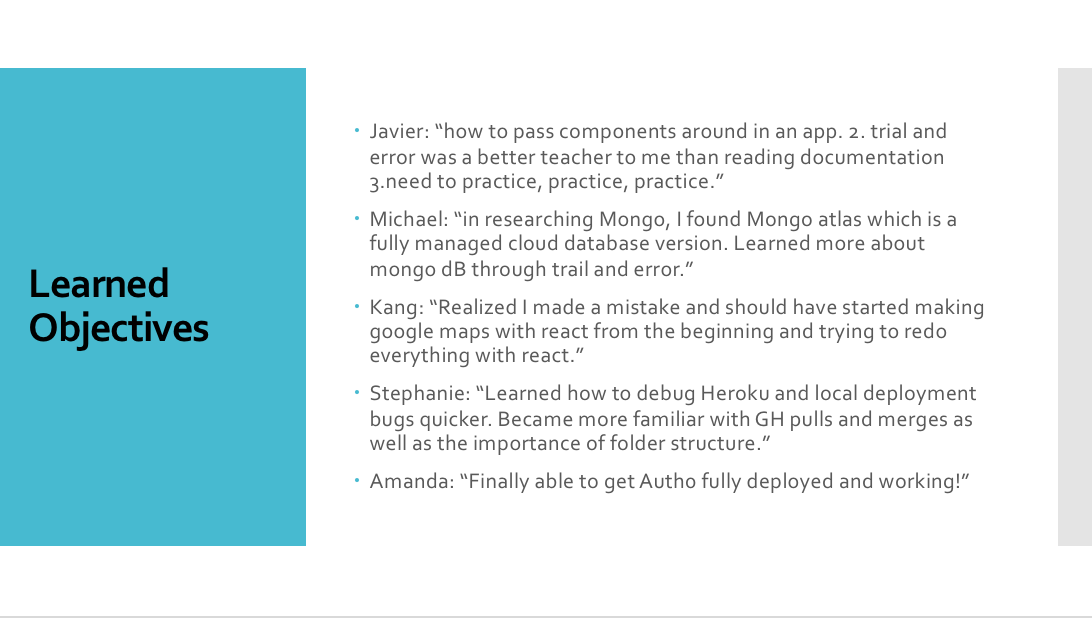 Learned
Objectives
Javier: “how to pass components around in an app. 2. trial and
error was a better teacher to me than reading documentation
3.need to practice, practice, practice.”
Michael: “in researching Mongo, I found Mongo atlas which is a
fully managed cloud database version. Learned more about
mongo dB through trail and error.”
Kang: “Realized I made a mistake and should have started making
google maps with react from the beginning and trying to redo
everything with react.”
Stephanie: “Learned how to debug Heroku and local deployment
bugs quicker. Became more familiar with GH pulls and merges as
well as the importance of folder structure.”
Amanda: “Finally able to get Auth0 fully deployed and working!”